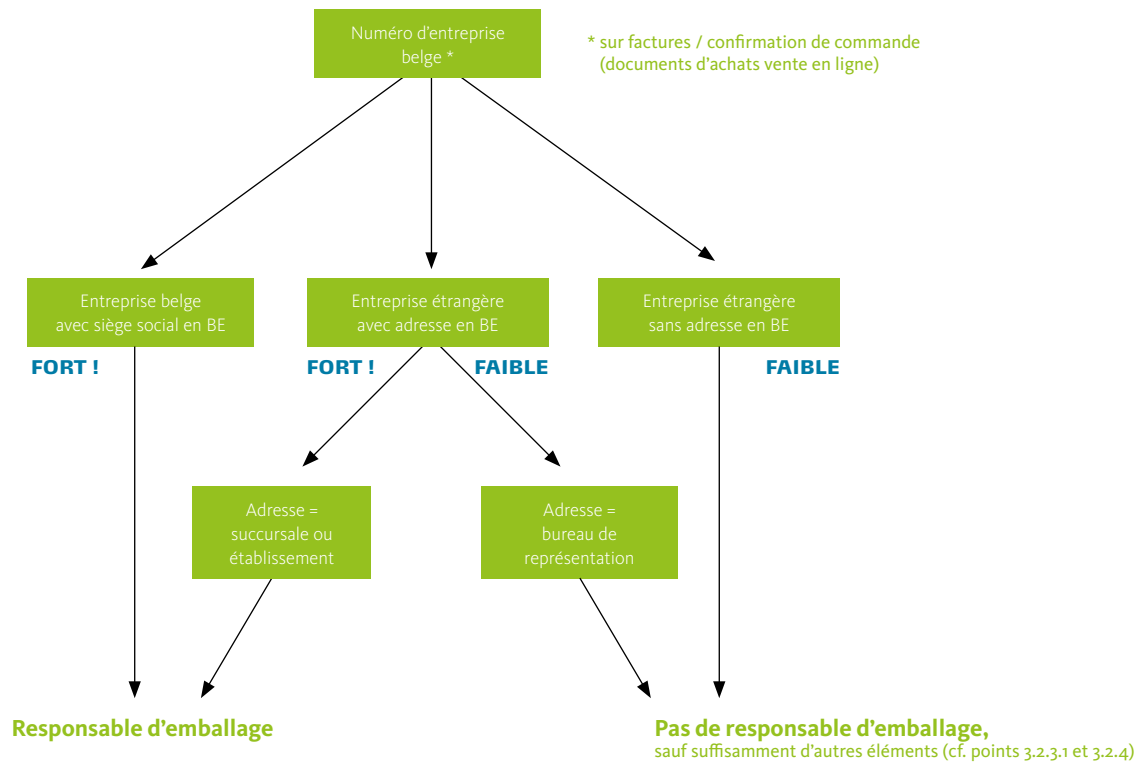 Numéro d'entreprise
belge *
* sur factures / confirmation de commande
(documents d'achats vente en ligne)
Entreprise belge
avec siège social en BE
Entreprise étrangère
avec adresse en BE
Entreprise étrangère
sans adresse en BE
FORT !
FORT !
FAIBLE
FAIBLE
Adresse =
succursale ou
établissement
Adresse =
bureau de
représentation
Responsable d'emballage
Pas de responsable d'emballage,
sauf suffisamment d'autres éléments (cf. points 3.2.3.1 et 3.2.4)